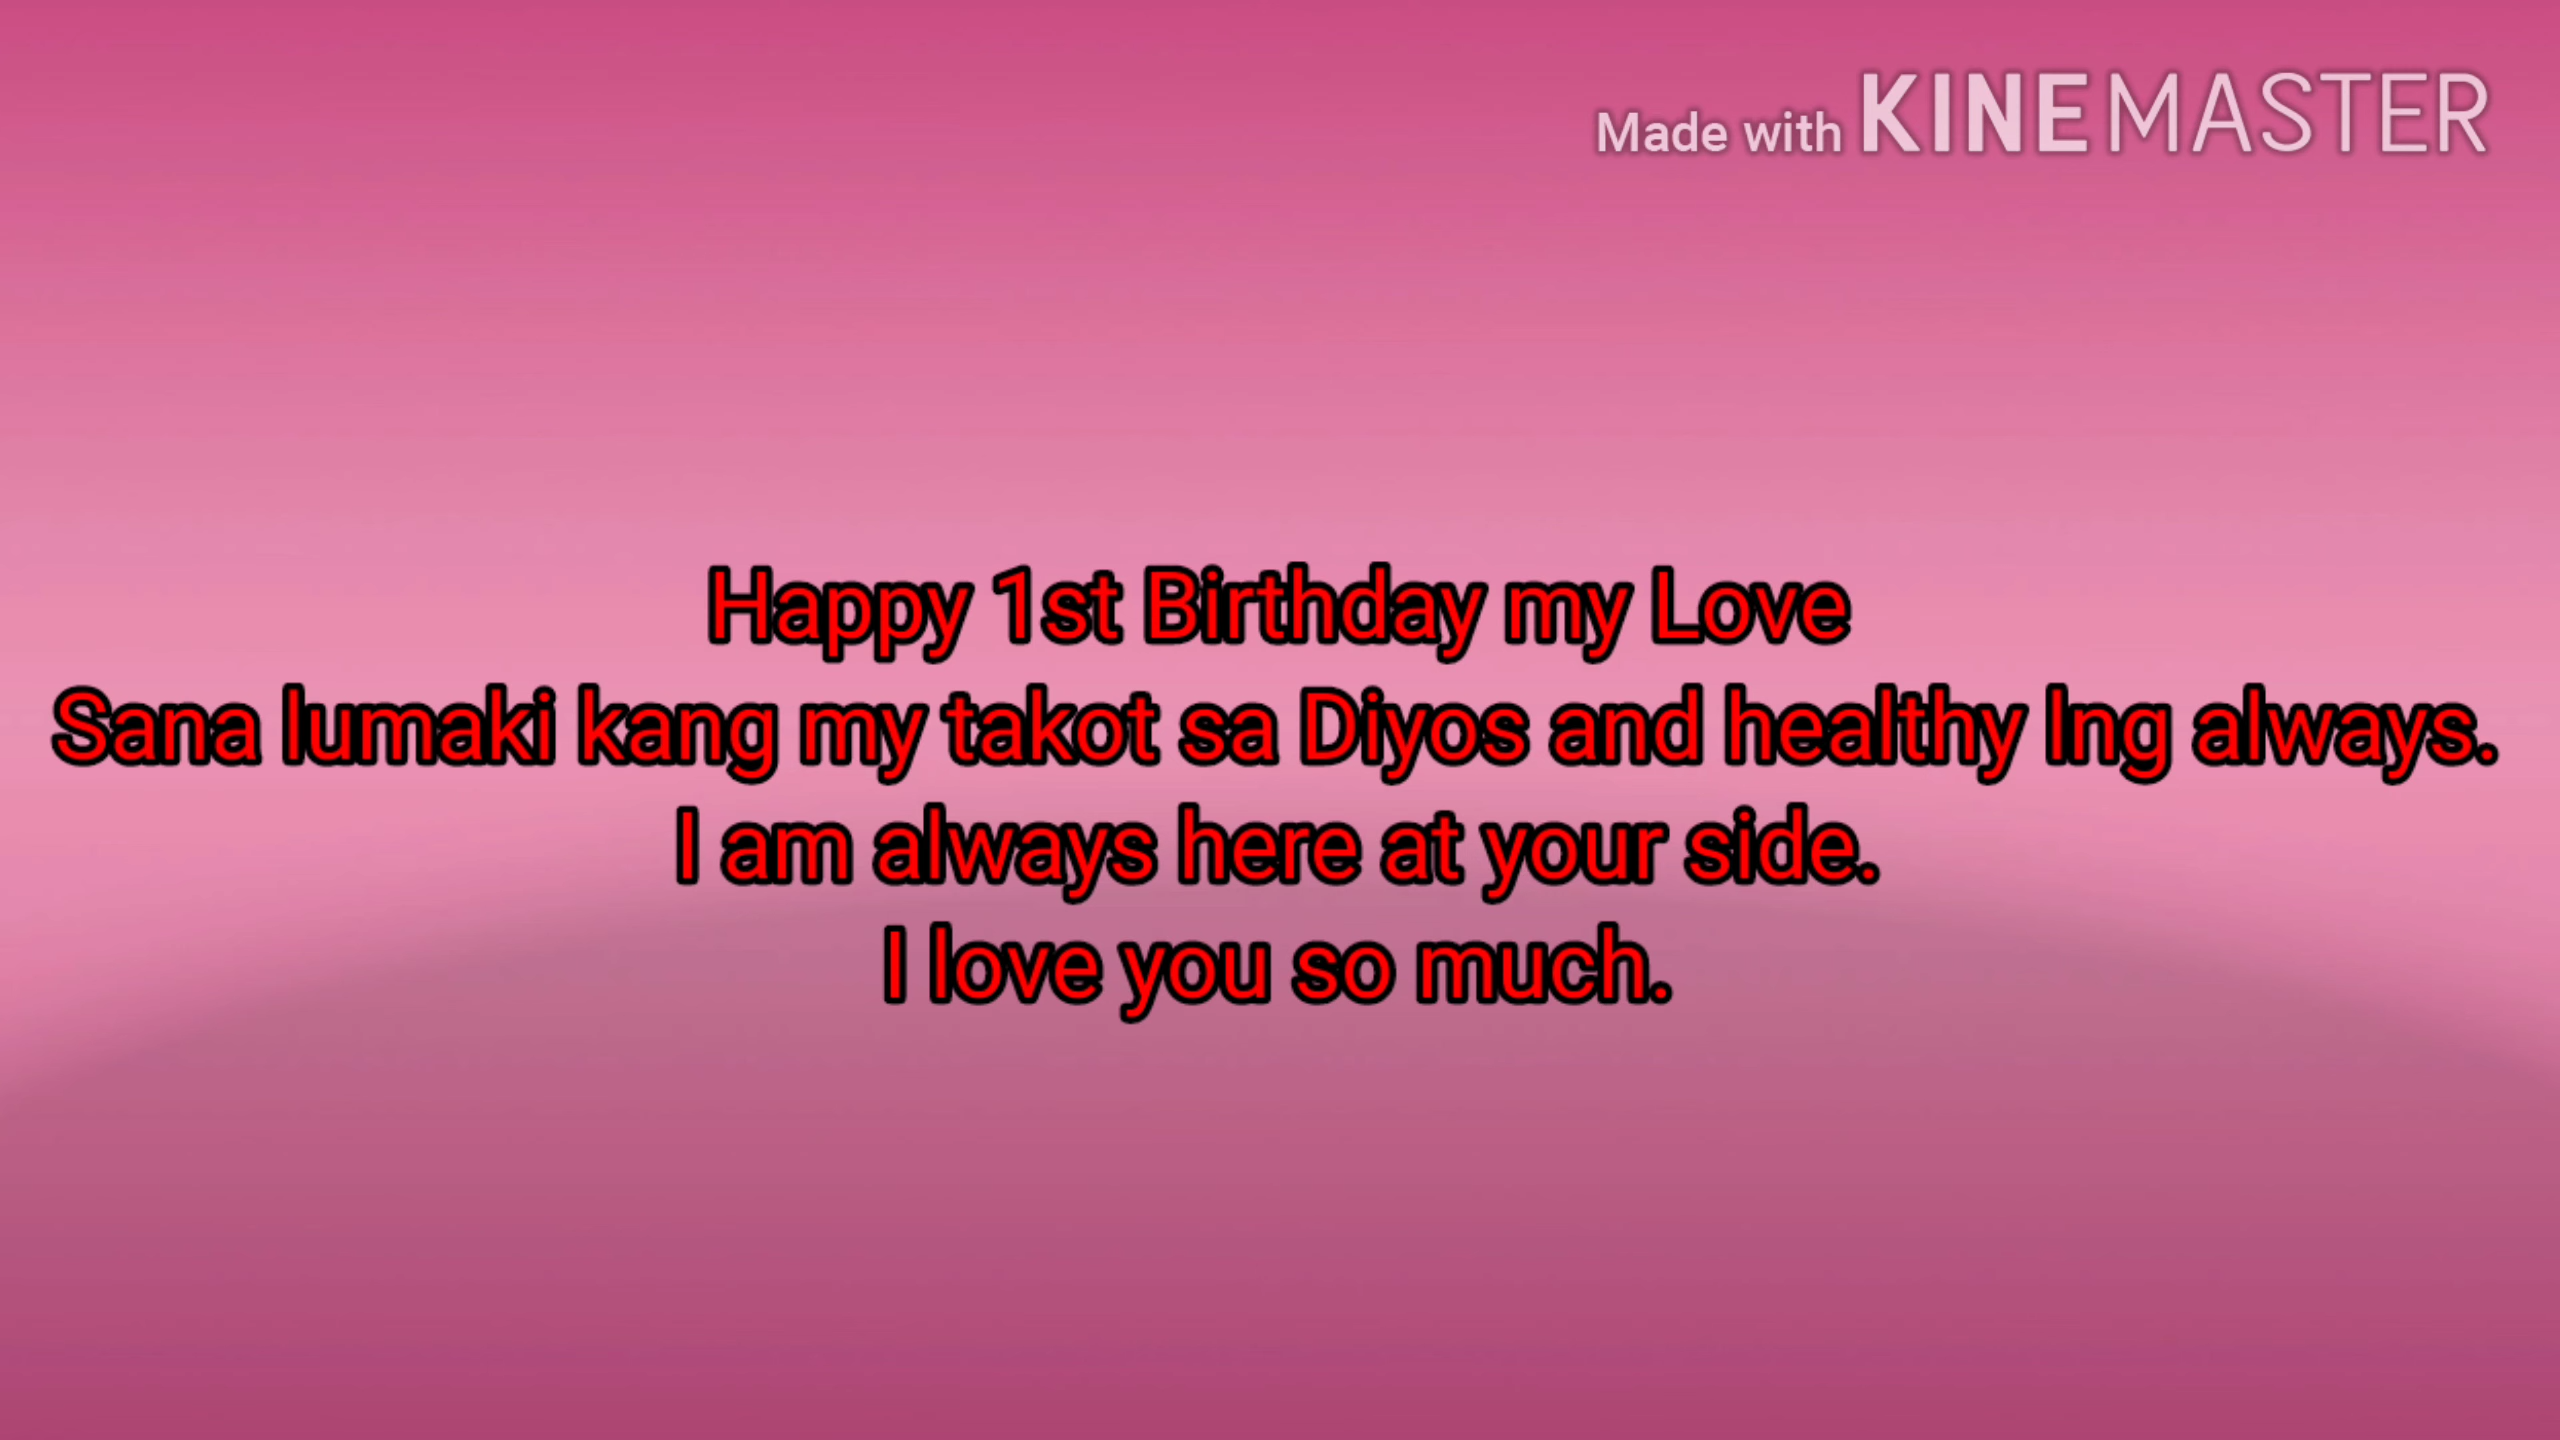 Made with KINEMASTER
Happy 1st Birthday my Love
Sana lumaki kang my takot sa Diyos and healthy lng always.
I am always here at your side.
I love you so much.